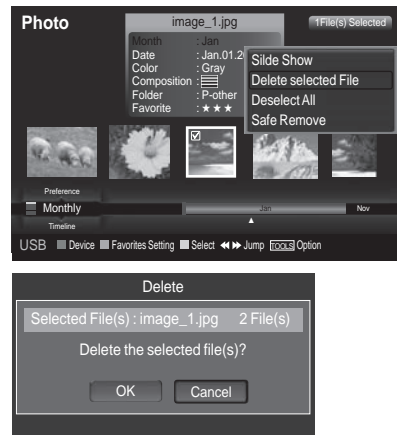 Photo
image_1.jpg
1File(s) Selected
Month : Jan
Date : Jan.01.2
Color : Gray
Composition :
Folder : P-other
Favorite : ★ ★ ★
Silde Show
Delete selected File
Deselect All
Safe Remove
Preference
Monthly
Jan
Nov
Timeline
USB Device Favorites Setting Select ◀◀ ▶▶ Jump TOOLS Option
Delete
Selected File(s) : image_1.jpg 2 File(s)
Delete the selected file(s)?
OK
Cancel